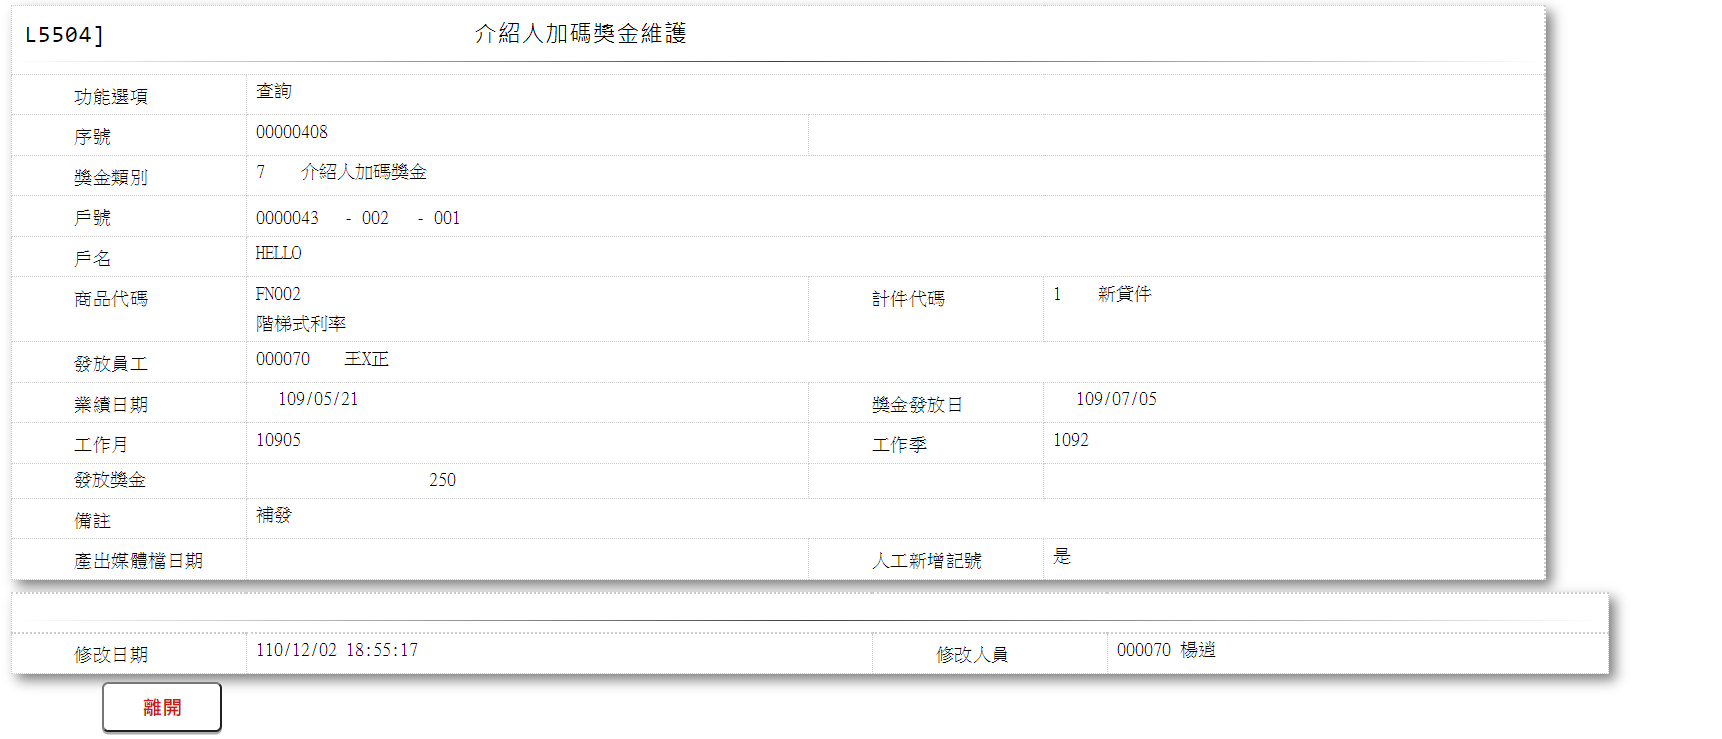 L5504] 介紹人加碼獎金維護
功能選項 查詢
序號 00000408
獎金類別 7 介紹人加碼獎金
戶號 0000043 - 002 - 001
戶名 HELLO
商品代碼 FN002 計件代碼 1 新貸件
階梯式利率
發放員工 000070 王X正
業績日期 109/05/21 獎金發放日 109/07/05
工作月 10905 工作季 1092
發放獎金 250
備註 補發
產出媒體檔日期 人工新增記號 是
修改日期 110/12/02 18:55:17 修改人員 000070 楊逍
離開